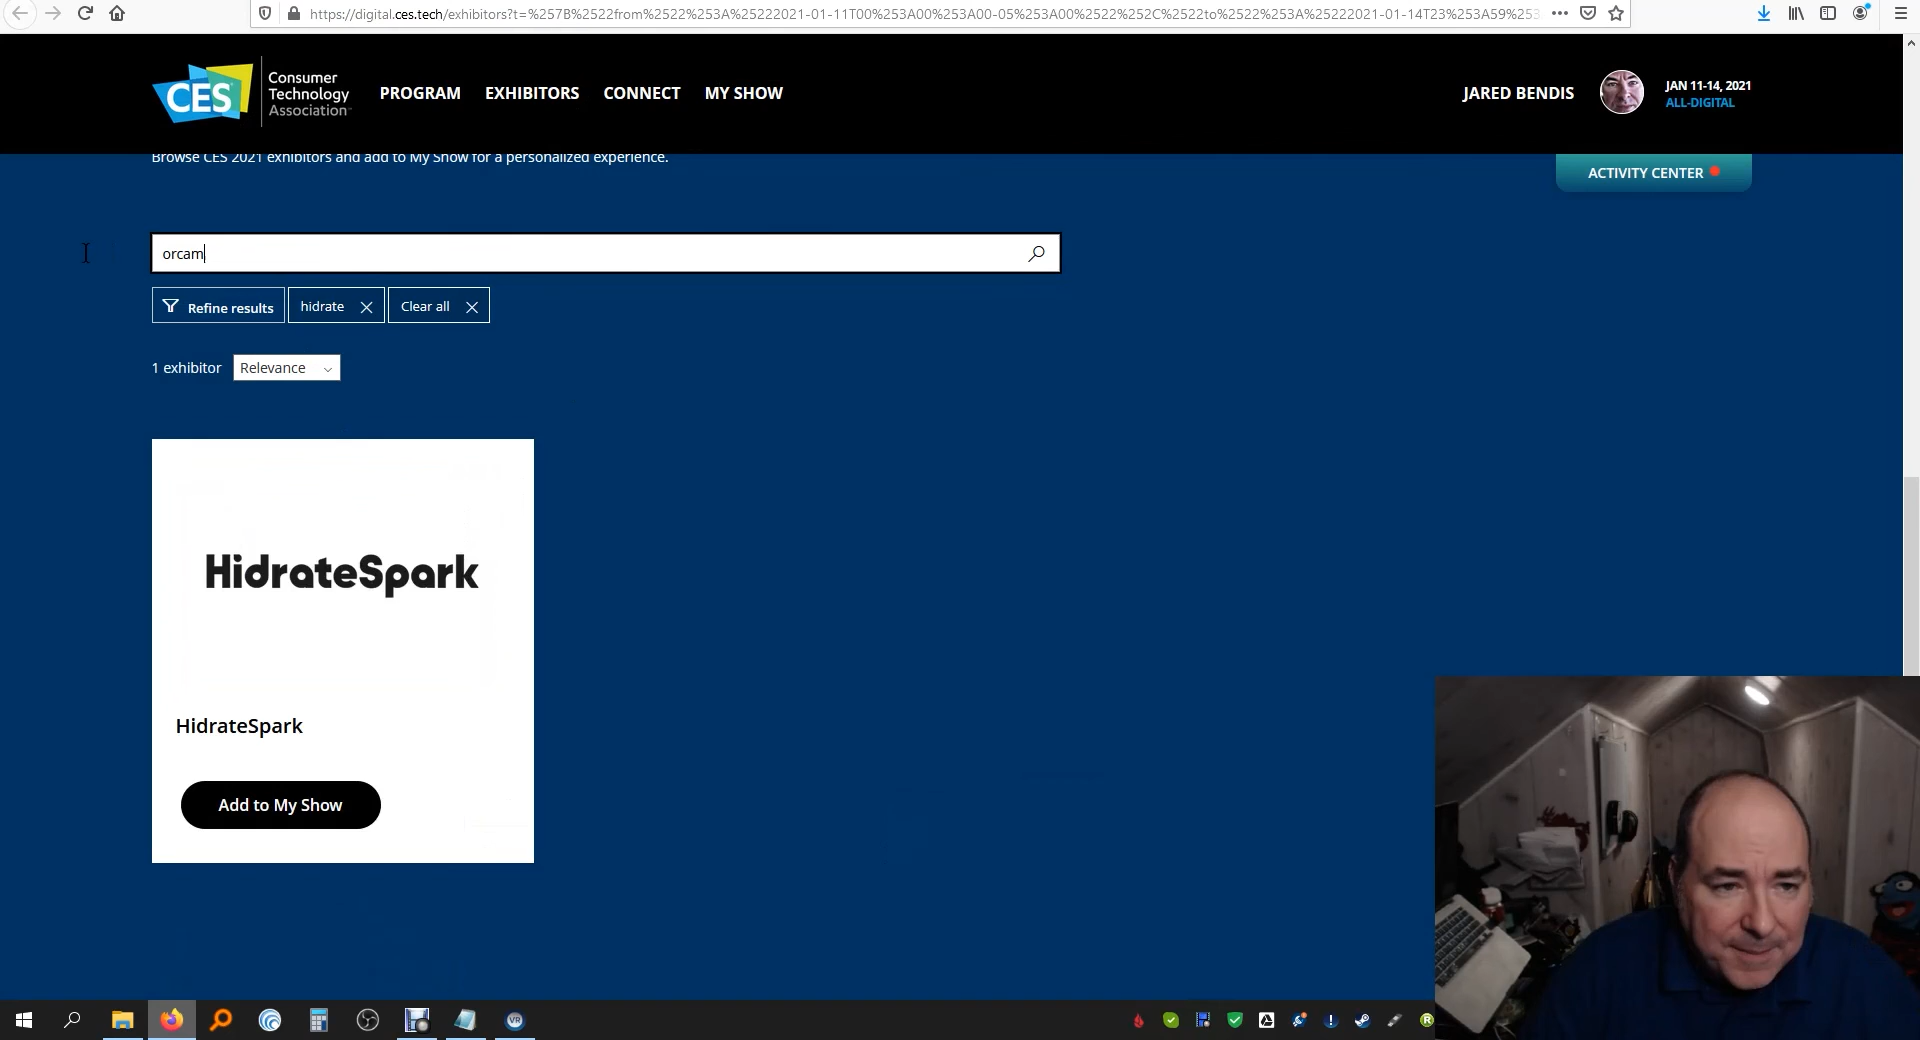 https://digital.ces.tech/exhibitors?t=%257B%2522from%2522%253A%25222021-01-11T00%253A00%253A00-05%253A00%2522%252C%2522to%2522%253A%25222021-01-14T23%253A59%253
CES
Consumer
Technology
Association
PROGRAM
EXHIBITORS
CONNECT
MY SHOW
JARED BENDIS
JAN 11-14, 2021
ALL-DIGITAL
Browse CES 2021 exhibitors and add to My Show for a personalized experience.
ACTIVITY CENTER
orcam
Refine results
hidrate
Clear all
1 exhibitor
Relevance
HidrateSpark
HidrateSpark
Add to My Show